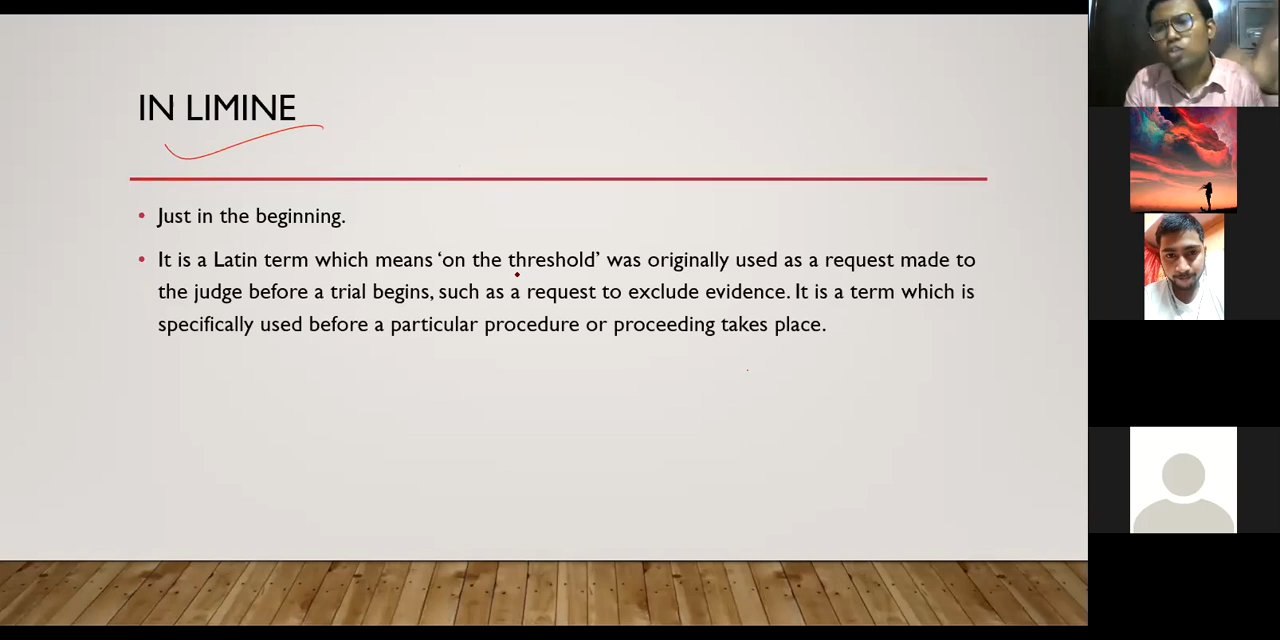 IN LIMINE
Just in the beginning.
It is a Latin term which means ‘on the threshold’ was originally used as a request made to
the judge before a trial begins, such as a request to exclude evidence. It is a term which is
specifically used before a particular procedure or proceeding takes place.